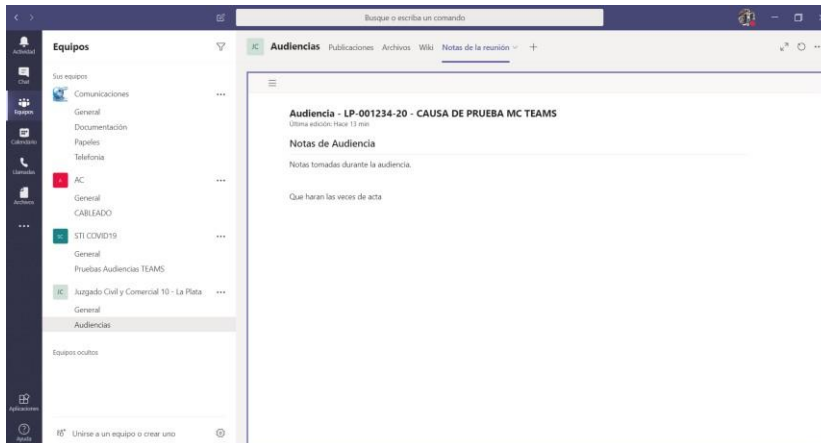 Busque o escriba un comando
Actividad
Chat
Equipos
Calendario
Llamadas
Archivos
Aplicaciones
Ayuda
Equipos
Sus equipos
Comunicaciones
General
Documentación
Papeles
Telefonía
A
AC
General
CABLEADO
SC
STI COVID19
General
Pruebas Audiencias TEAMS
JC
Juzgado Civil y Comercial 10 - La Plata
General
Audiencias
Equipos ocultos
Unirse a un equipo o crear uno
JC Audiencias Publicaciones Archivos Wiki Notas de la reunión
Audiencia - LP-001234-20 - CAUSA DE PRUEBA MC TEAMS
Última edición: Hace 13 min
Notas de Audiencia
Notas tomadas durante la audiencia.
Que haran las veces de acta